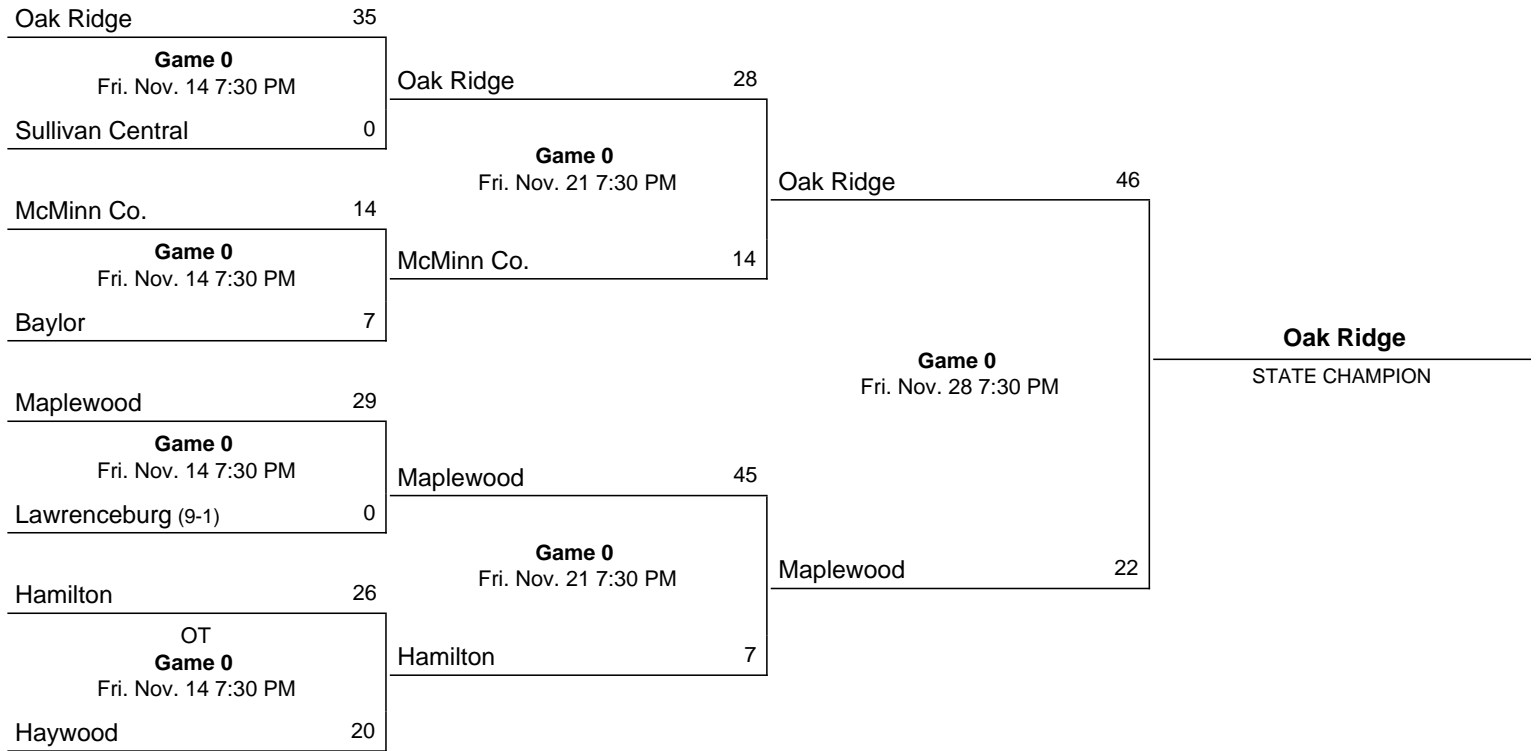 Oak Ridge 35
Game 0
Fri. Nov. 14 7:30 PM
Sullivan Central 0
McMinn Co. 14
Game 0
Fri. Nov. 14 7:30 PM
Baylor 7
Maplewood 29
Game 0
Fri. Nov. 14 7:30 PM
Lawrenceburg (9-1) 0
Hamilton 26
OT
Game 0
Fri. Nov. 14 7:30 PM
Haywood 20
Oak Ridge 28
Game 0
Fri. Nov. 21 7:30 PM
McMinn Co. 14
Maplewood 45
Game 0
Fri. Nov. 21 7:30 PM
Hamilton 7
Oak Ridge 46
Game 0
Fri. Nov. 28 7:30 PM
Maplewood 22
Oak Ridge
STATE CHAMPION